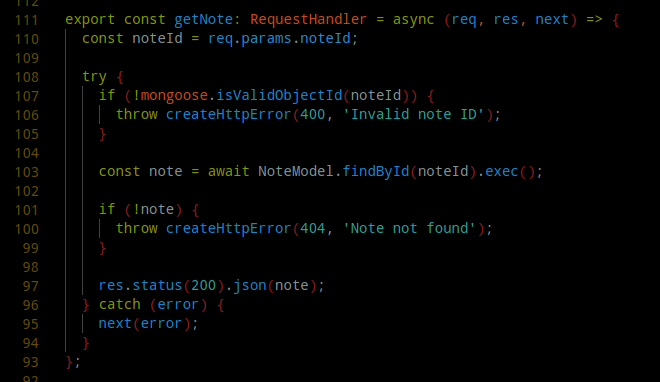 112
111 export const getNote: RequestHandler = async (req, res, next) => {
110 const noteId = req.params.noteId;
109
108 try {
107 if (!mongoose.isValidObjectId(noteId)) {
106 throw createHttpError(400, 'Invalid note ID');
105 }
104
103 const note = await NoteModel.findById(noteId).exec();
102
101 if (!note) {
100 throw createHttpError(404, 'Note not found');
99 }
98
97 res.status(200).json(note);
96 } catch (error) {
95 next(error);
94 }
93 };
92